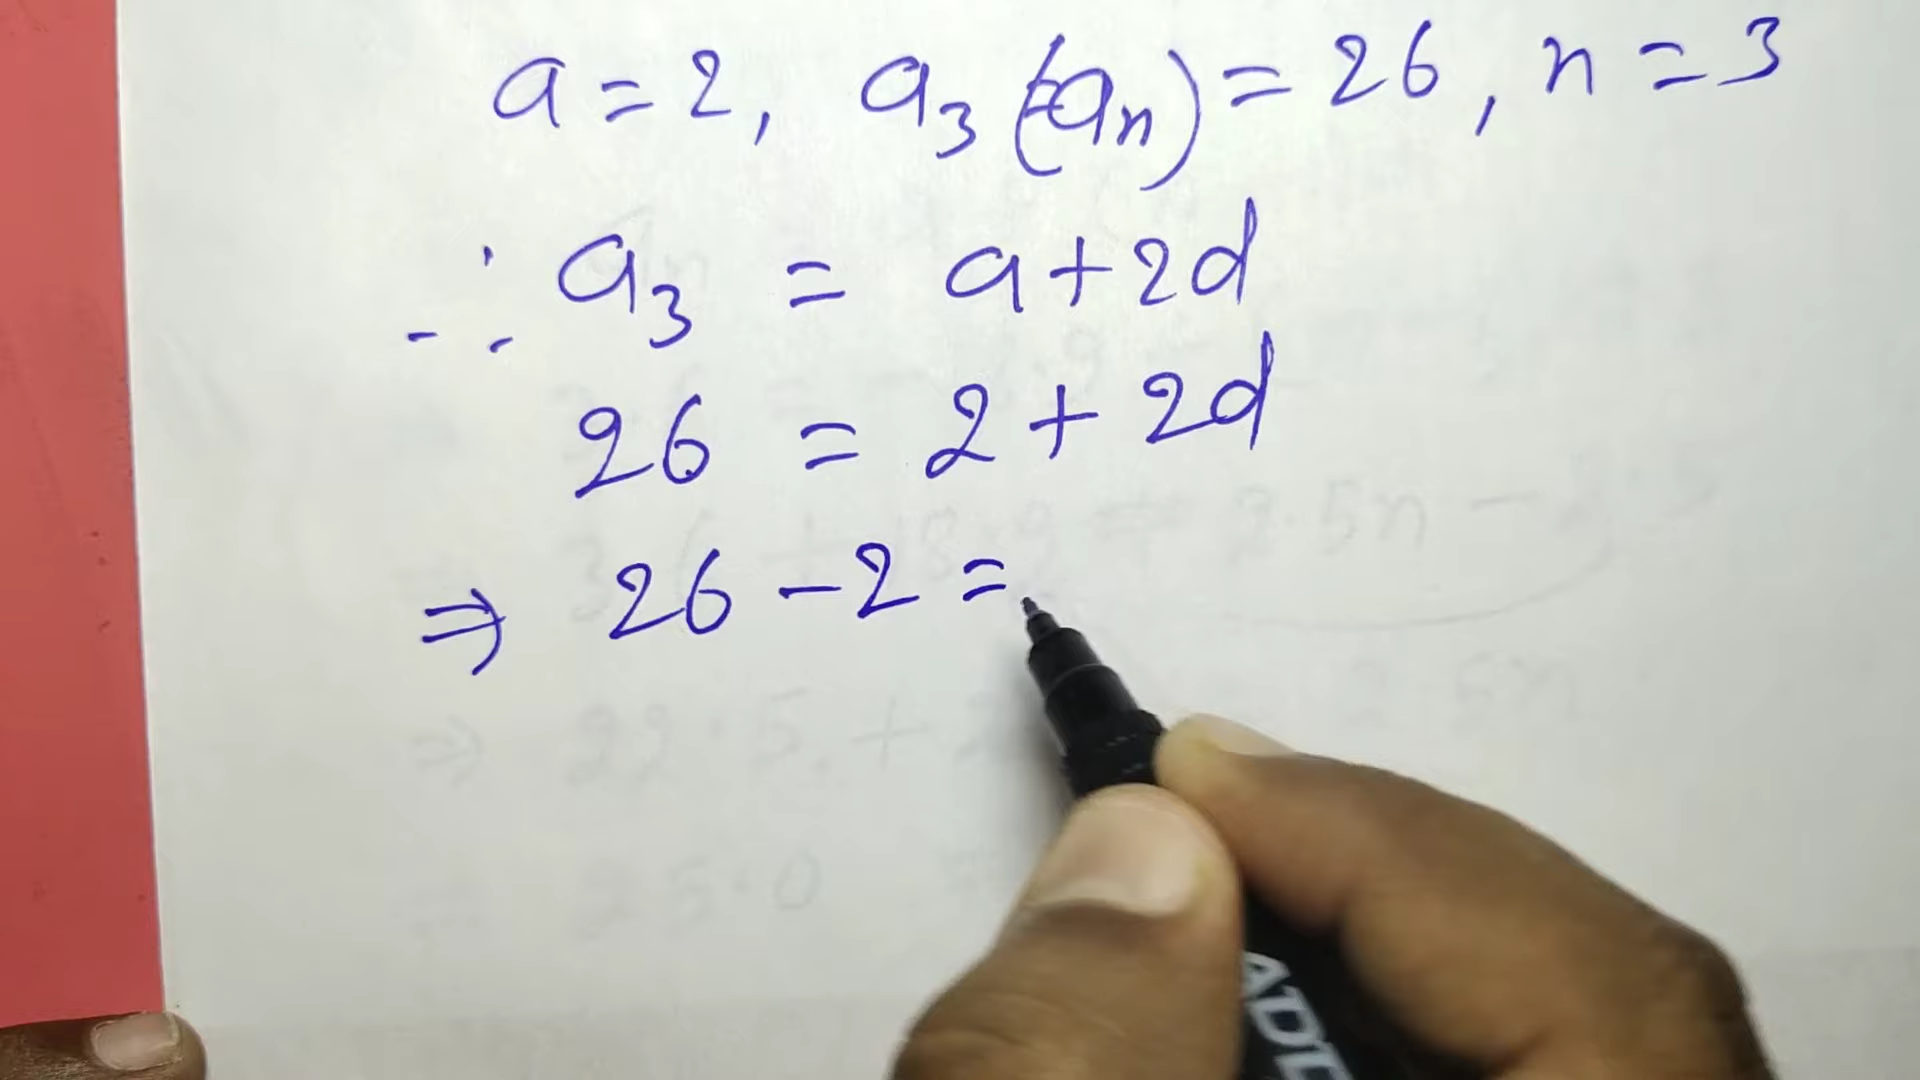 a = 2, a₃ (=aₙ) = 26, n = 3
∴ a₃ = a + 2d
26 = 2 + 2d
⇒ 26 - 2 =